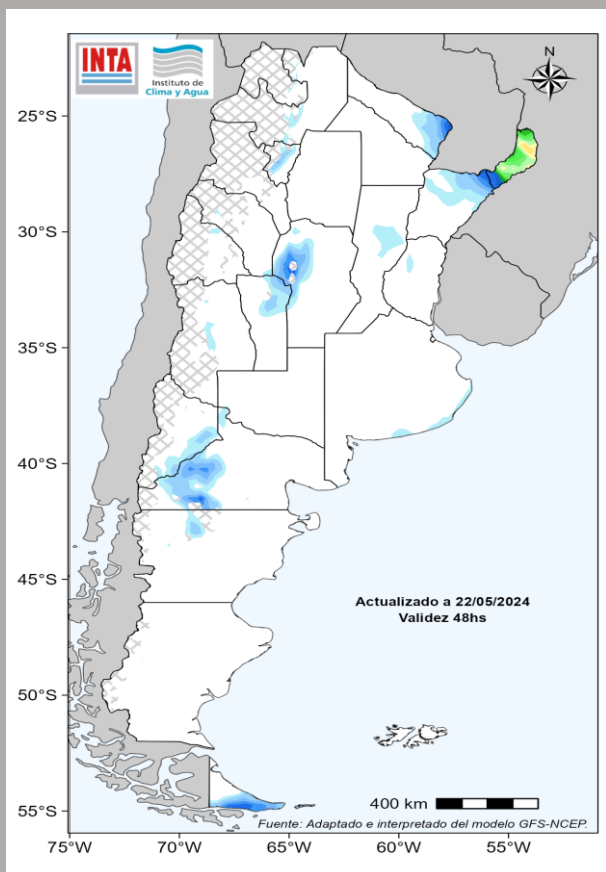 INTA
Instituto de
Clima y Agua
N
25°S
30°S
35°S
40°S
45°S
50°S
55°S
Actualizado a 22/05/2024
Validez 48hs
400 km
Fuente: Adaptado e interpretado del modelo GFS-NCEP.
75°W
70°W
65°W
60°W
55°W